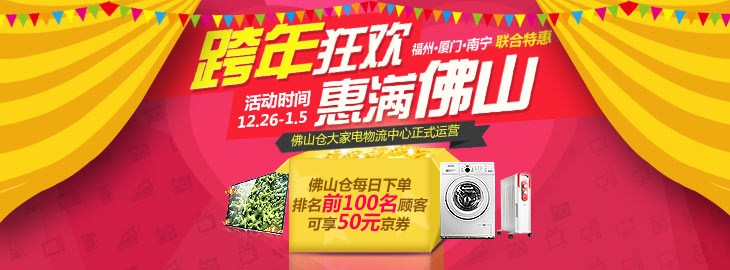 跨年狂欢 福州·厦门·南宁 联合特惠
活动时间
12.26-1.5
惠满佛山
佛山仓大家电物流中心正式运营
佛山仓每日下单
排名前100名顾客
可享50元京券